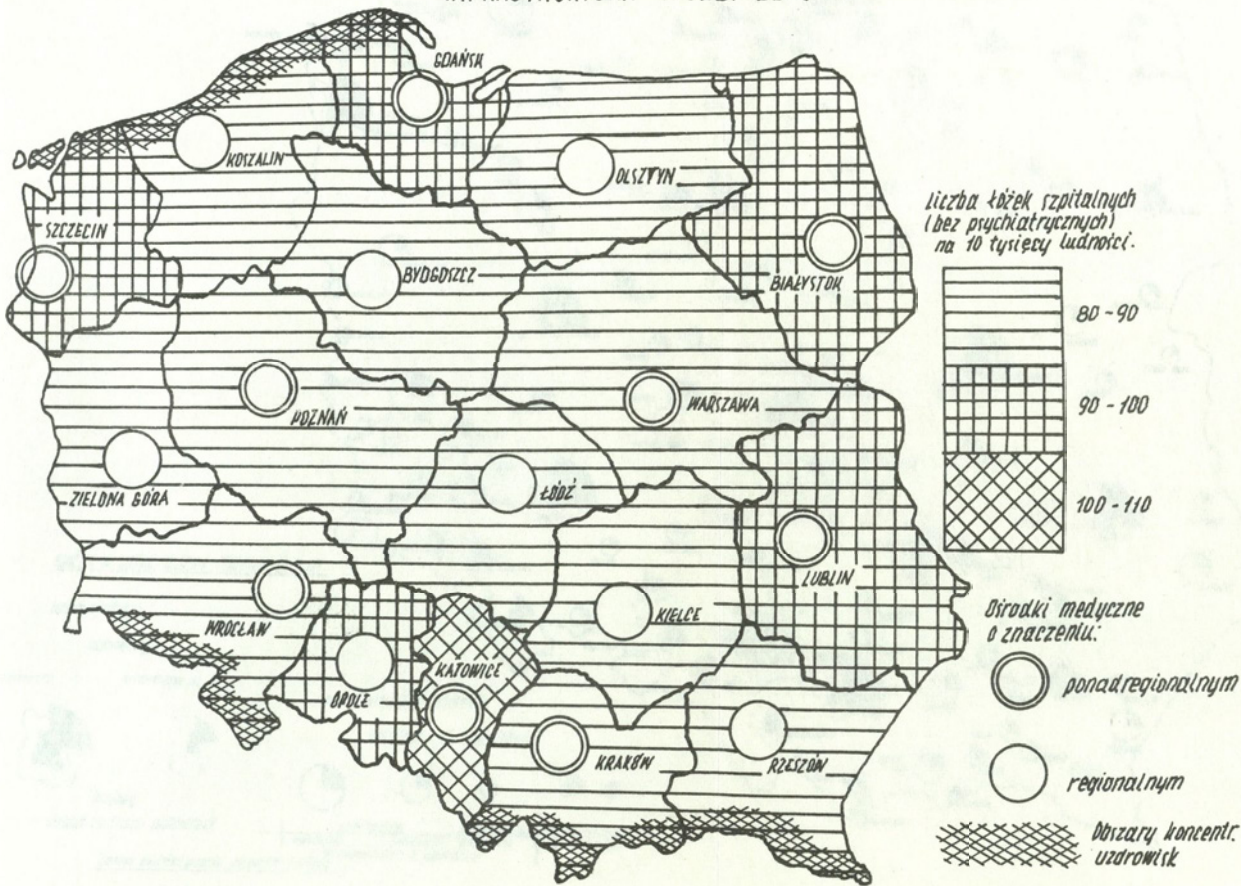 GDAŃSK
KOSZALIN
OLSZTYN
SZCZECIN
BYDGOSZCZ
BIAŁYSTOK
POZNAŃ
WARSZAWA
ZIELONA GÓRA
ŁÓDŹ
LUBLIN
WROCŁAW
KIELCE
OPOLE
KATOWICE
KRAKÓW
RZESZÓW
Liczba łóżek szpitalnych
(bez psychiatrycznych)
na 10 tysięcy ludności.
80-90
90-100
100-110
Ośrodki medyczne
o znaczeniu:
ponadregionalnym
regionalnym
Obszary koncentr.
uzdrowisk